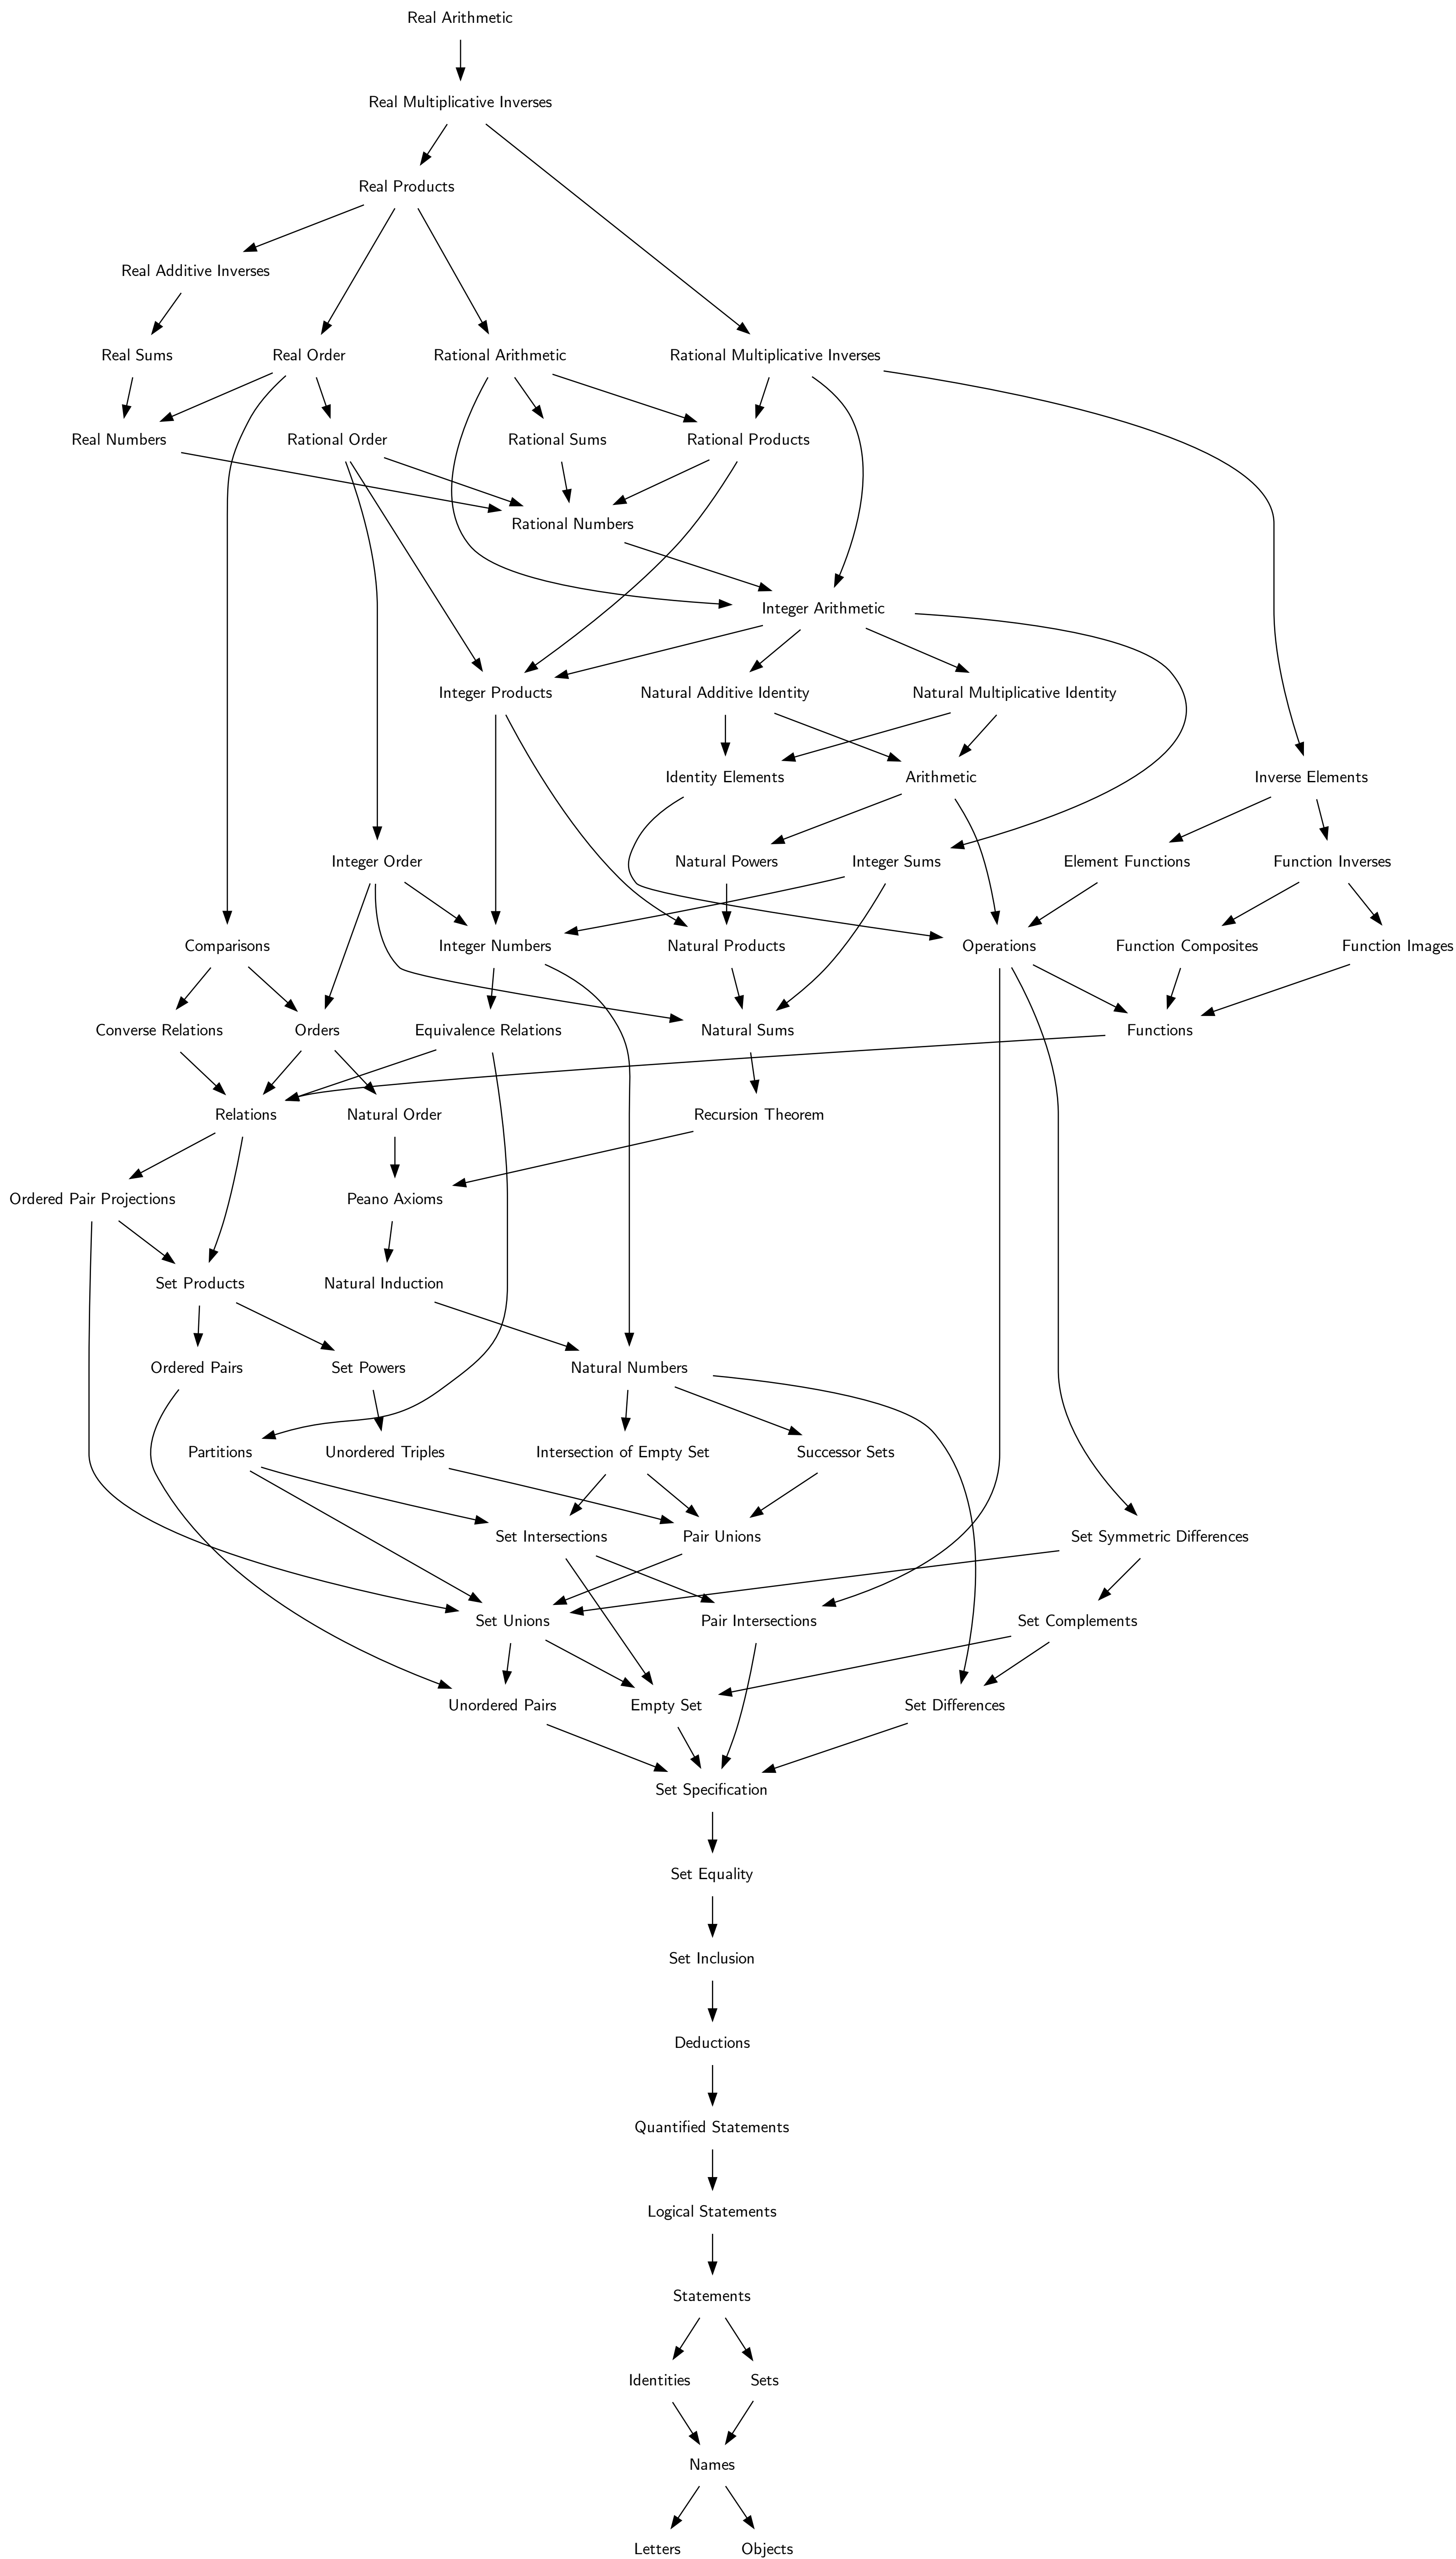 Real Arithmetic
Real Multiplicative Inverses
Real Products
Real Additive Inverses
Real Sums
Real Order
Rational Arithmetic
Rational Multiplicative Inverses
Real Numbers
Rational Order
Rational Sums
Rational Products
Rational Numbers
Integer Arithmetic
Integer Products
Natural Additive Identity
Natural Multiplicative Identity
Identity Elements
Arithmetic
Inverse Elements
Integer Order
Natural Powers
Integer Sums
Element Functions
Function Inverses
Comparisons
Integer Numbers
Natural Products
Operations
Function Composites
Function Images
Converse Relations
Orders
Equivalence Relations
Natural Sums
Functions
Relations
Natural Order
Recursion Theorem
Ordered Pair Projections
Peano Axioms
Set Products
Natural Induction
Ordered Pairs
Set Powers
Natural Numbers
Partitions
Unordered Triples
Intersection of Empty Set
Successor Sets
Set Intersections
Pair Unions
Set Symmetric Differences
Set Unions
Pair Intersections
Set Complements
Unordered Pairs
Empty Set
Set Differences
Set Specification
Set Equality
Set Inclusion
Deductions
Quantified Statements
Logical Statements
Statements
Identities
Sets
Names
Letters
Objects